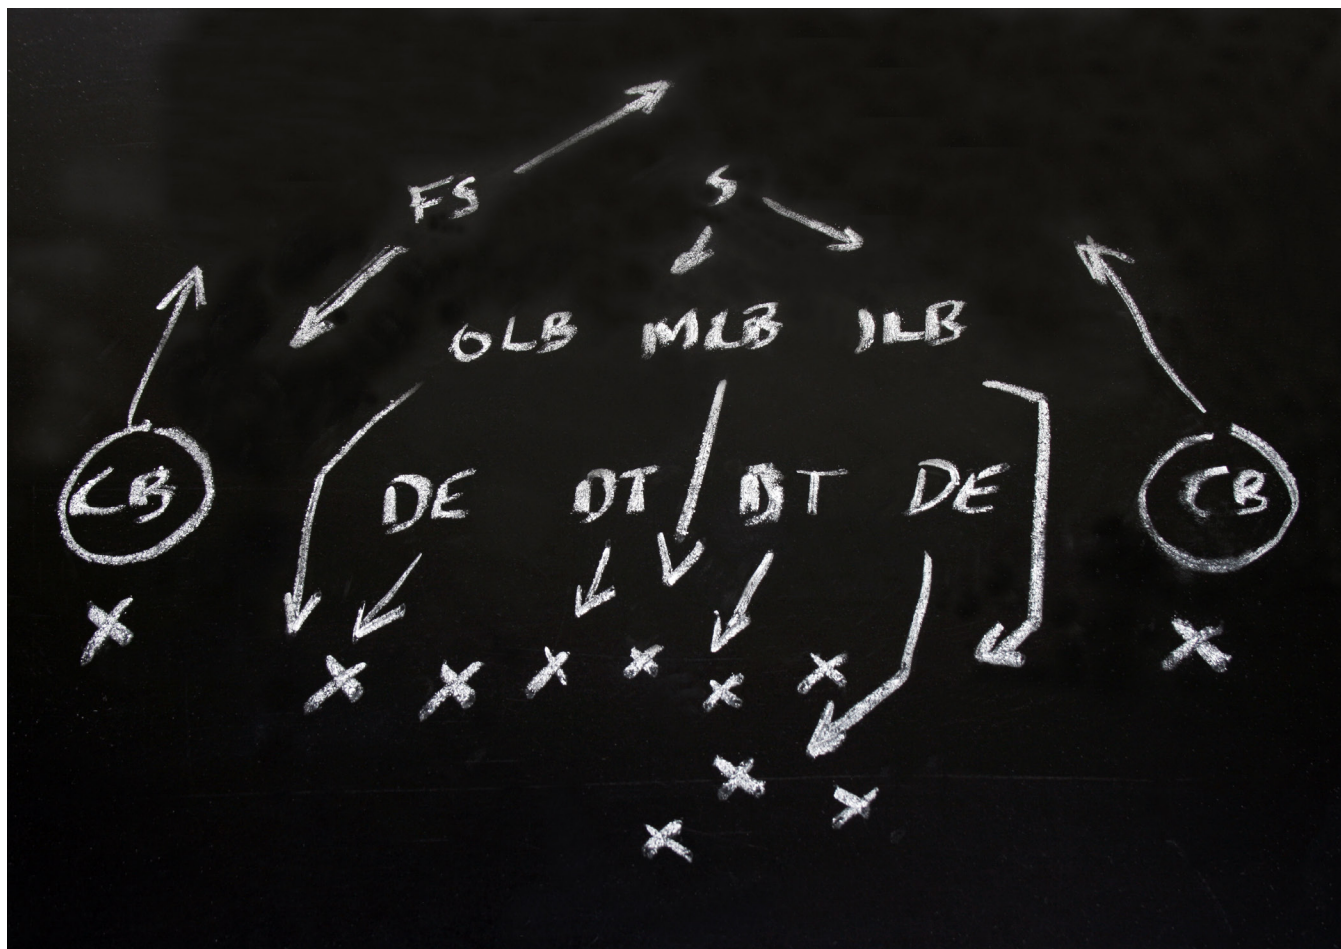 FS S
OLB MLB ILB
CB DE DT DT DE CB
X X
X X X X X X
X X
X